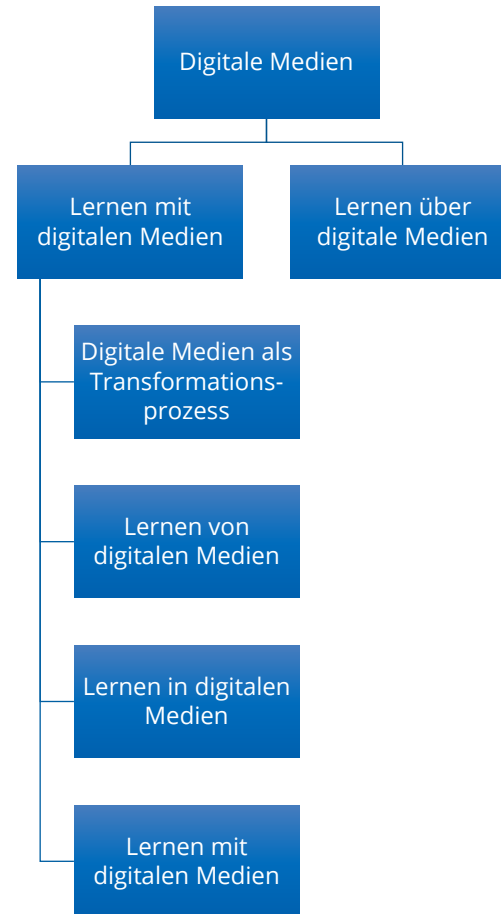 Digitale Medien
Lernen mit
digitalen Medien
Lernen über
digitale Medien
Digitale Medien als
Transformations-
prozess
Lernen von
digitalen Medien
Lernen in digitalen
Medien
Lernen mit
digitalen Medien